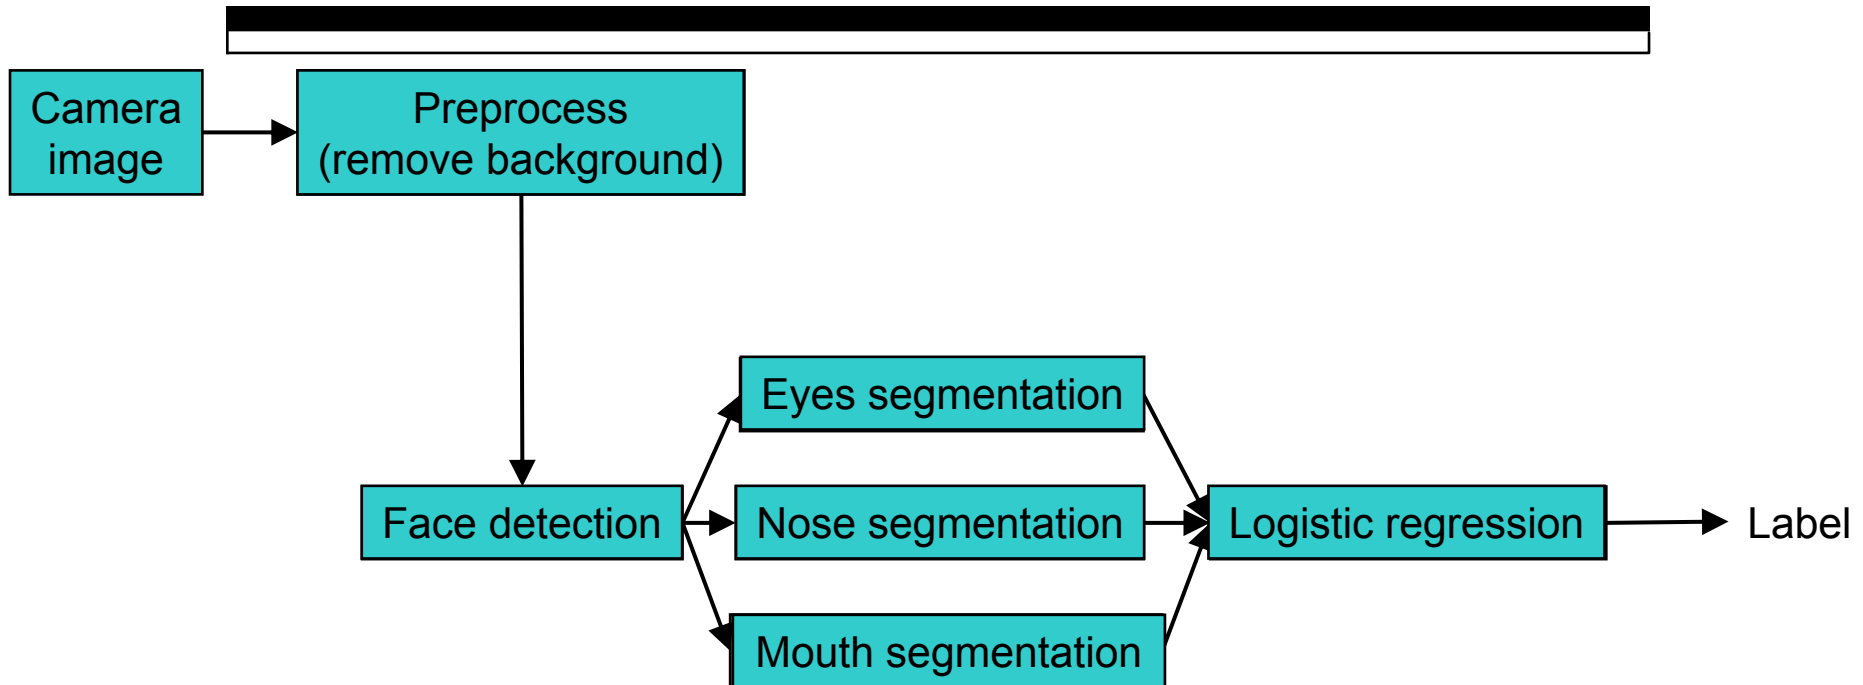 Camera
image
Preprocess
(remove background)
Eyes segmentation
Face detection
Nose segmentation
Logistic regression
Label
Mouth segmentation